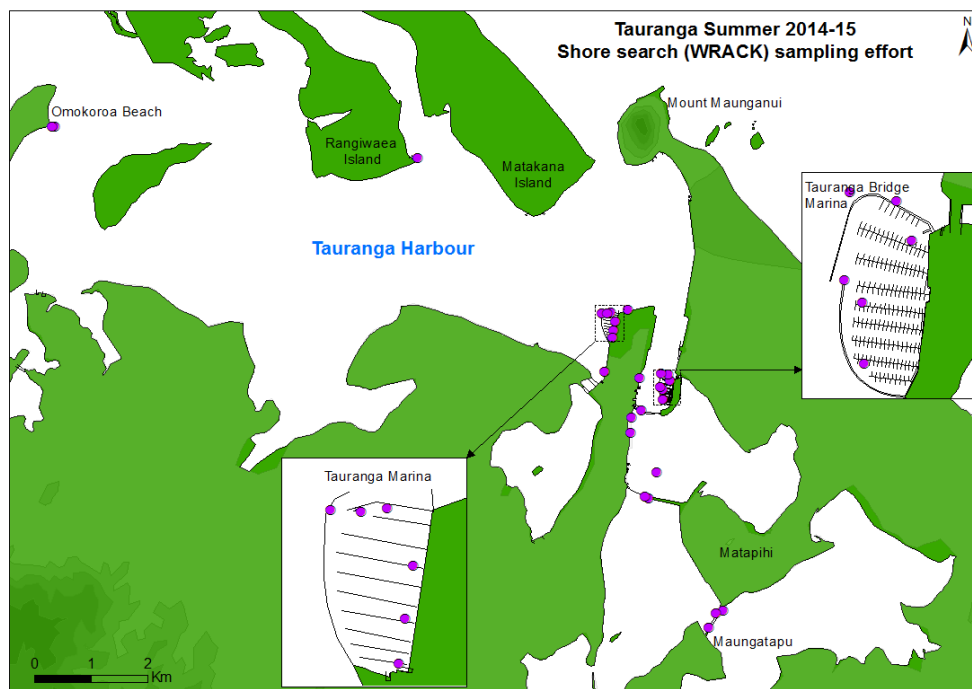 Tauranga Summer 2014-15
Shore search (WRACK) sampling effort
N
Omokoroa Beach
Mount Maunganui
Rangiwaea
Island
Matakana
Island
Tauranga Bridge
Marina
Tauranga Harbour
Tauranga Marina
Matapihi
Maungatapu
0 1 2
Km